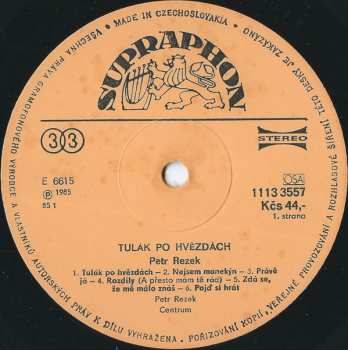 VŠECHNA PRÁVA GRAMOFONOVÉHO VÝROBCE A VLASTNÍKŮ AUTORSKÝCH PRÁV K DÍLU VYHRAŽENA. • POŘIZOVÁNÍ KOPIÍ, VEŘEJNÉ PROVOZOVÁNÍ A ROZHLASOVÉ ŠÍŘENÍ TÉTO DESKY JE ZAKÁZÁNO • MADE IN CZECHOSLOVAKIA •
SUPRAPHON
33
STEREO
E 6615
℗ 1985
85 1
OSA
1113 3557
Kčs 44,-
1. strana
TULÁK PO HVĚZDÁCH
Petr Rezek
1. Tulák po hvězdách – 2. Nejsem manekýn – 3. Právě
já – 4. Rozdíly (A přesto mám tě rád) – 5. Zdá se,
že mě málo znáš – 6. Pojď si hrát
Petr Rezek
Centrum